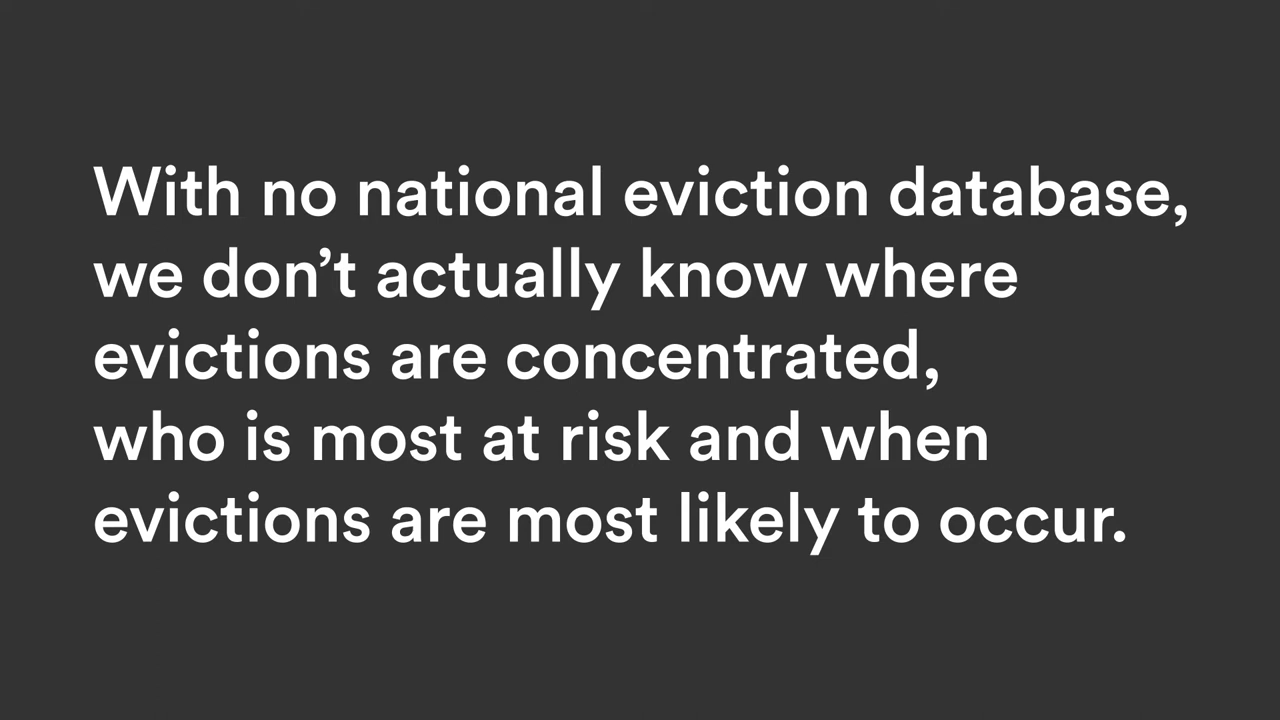 With no national eviction database,
we don’t actually know where
evictions are concentrated,
who is most at risk and when
evictions are most likely to occur.